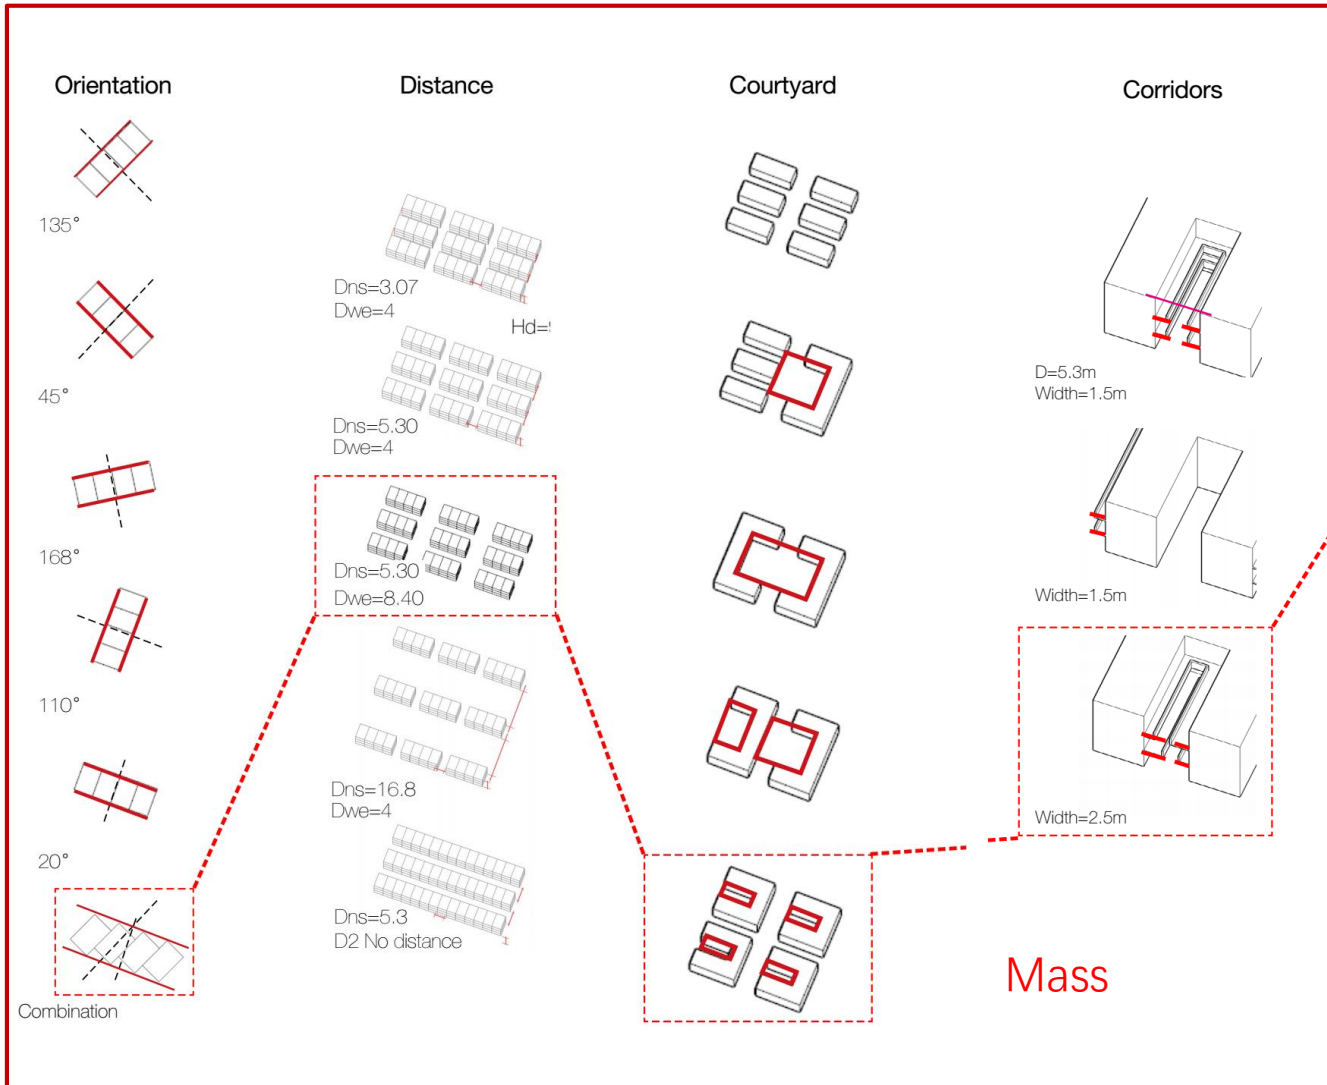 Orientation
135°
45°
168°
110°
20°
Combination
Distance
Dns=3.07
Dwe=4
Hd=
Dns=5.30
Dwe=4
Dns=5.30
Dwe=8.40
Dns=16.8
Dwe=4
Dns=5.3
D2 No distance
Courtyard
Corridors
D=5.3m
Width=1.5m
Width=1.5m
Width=2.5m
Mass